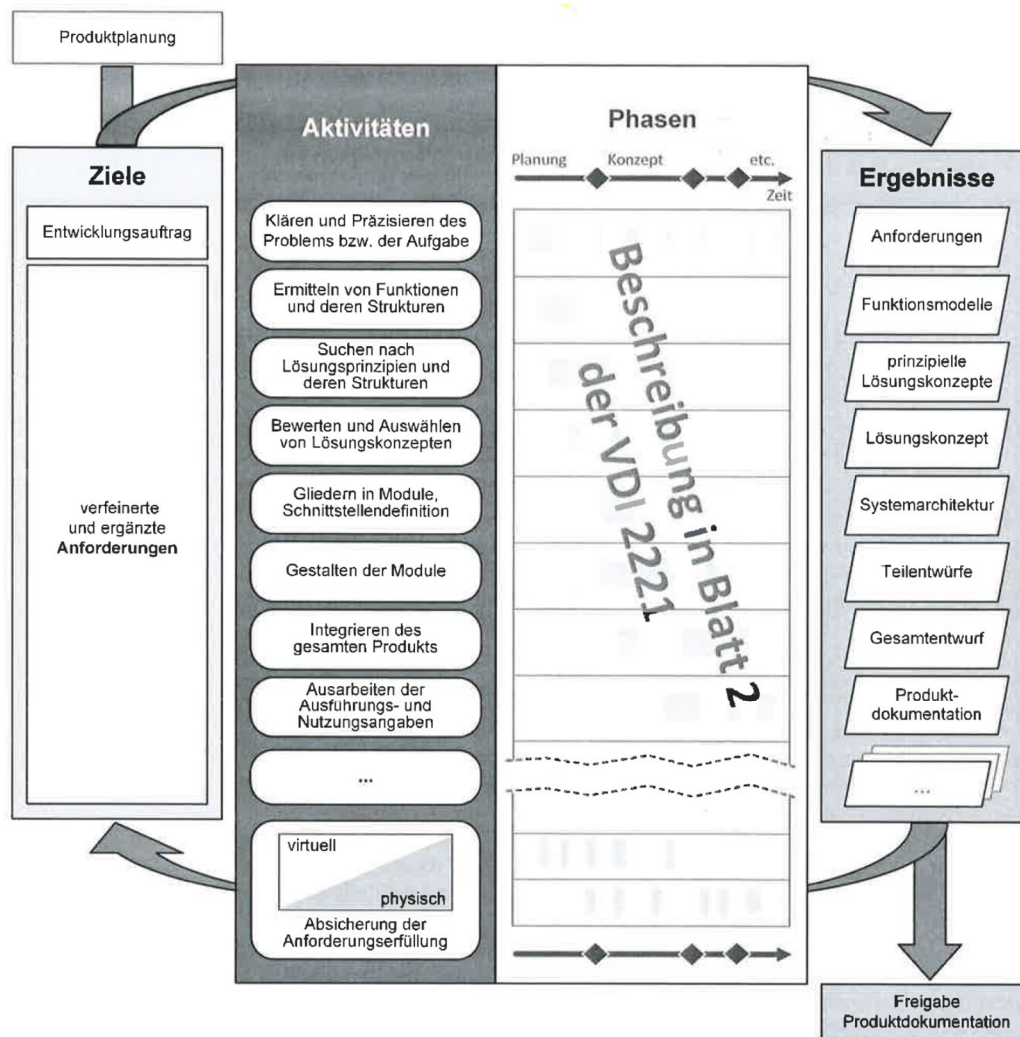 Produktplanung
Ziele
Entwicklungsauftrag
verfeinerte
und ergänzte
Anforderungen
Aktivitäten
Klären und Präzisieren des
Problems bzw. der Aufgabe
Ermitteln von Funktionen
und deren Strukturen
Suchen nach
Lösungsprinzipien und
deren Strukturen
Bewerten und Auswählen
von Lösungskonzepten
Gliedern in Module,
Schnittstellendefinition
Gestalten der Module
Integrieren des
gesamten Produkts
Ausarbeiten der
Ausführungs- und
Nutzungsangaben
...
virtuell
physisch
Absicherung der
Anforderungserfüllung
Phasen
Planung Konzept etc.
Zeit
Beschreibung in Blatt 2
der VDI 2221
Ergebnisse
Anforderungen
Funktionsmodelle
prinzipielle
Lösungskonzepte
Lösungskonzept
Systemarchitektur
Teilentwürfe
Gesamtentwurf
Produkt-
dokumentation
...
Freigabe
Produktdokumentation